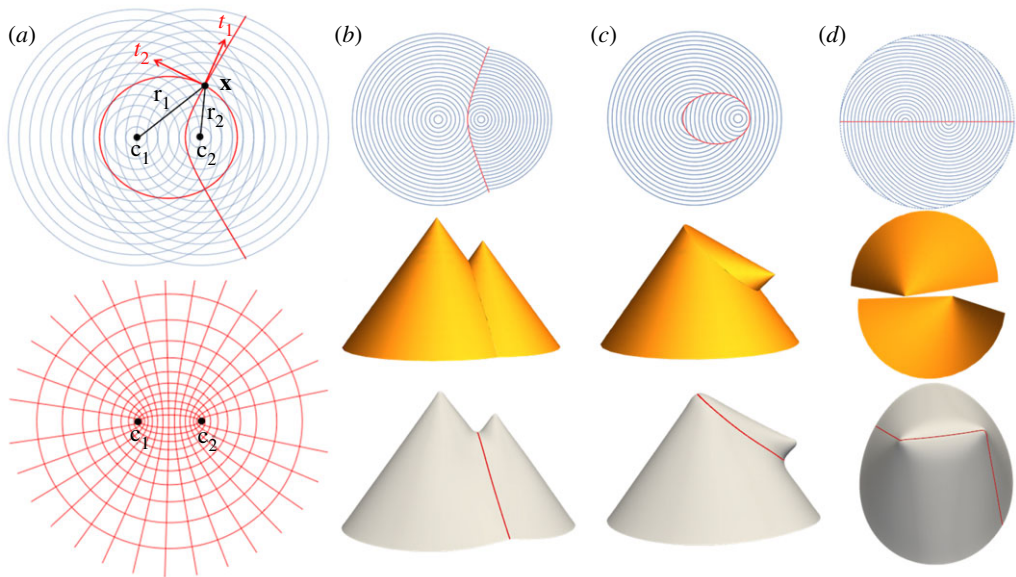 (a)
t₁
t₂
x
r₁
r₂
c₁
c₂
c₁
c₂
(b)
(c)
(d)